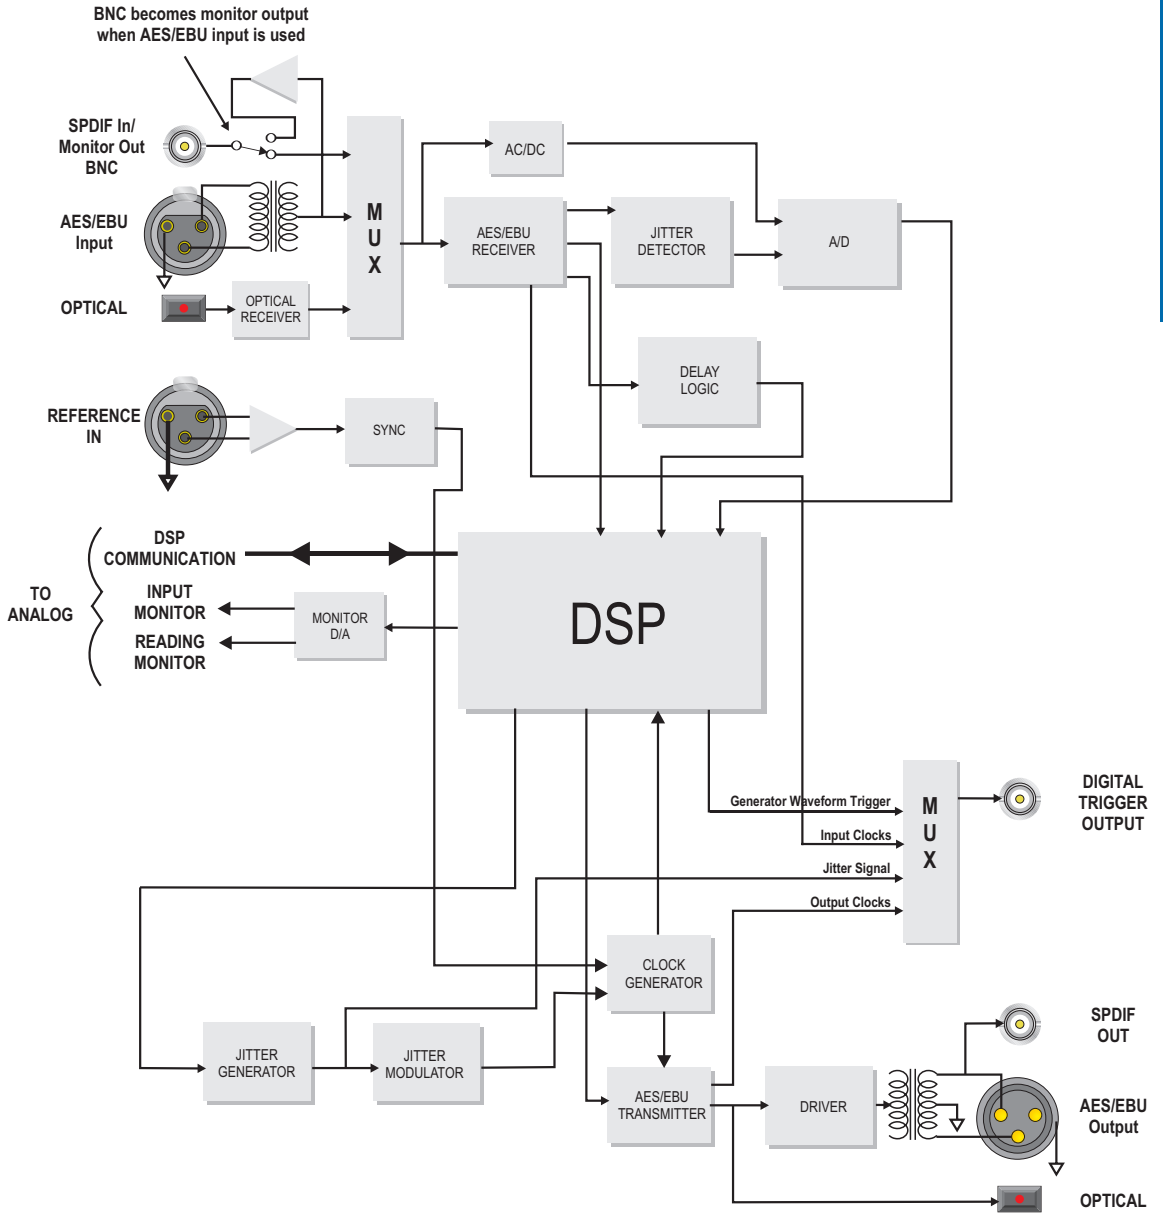 BNC becomes monitor output
when AES/EBU input is used
SPDIF In/
Monitor Out
BNC
AES/EBU
Input
OPTICAL
OPTICAL
RECEIVER
M
U
X
AC/DC
AES/EBU
RECEIVER
JITTER
DETECTOR
A/D
DELAY
LOGIC
REFERENCE
IN
SYNC
TO
ANALOG
DSP
COMMUNICATION
INPUT
MONITOR
READING
MONITOR
MONITOR
D/A
DSP
Generator Waveform Trigger
Input Clocks
Jitter Signal
Output Clocks
M
U
X
DIGITAL
TRIGGER
OUTPUT
CLOCK
GENERATOR
JITTER
GENERATOR
JITTER
MODULATOR
AES/EBU
TRANSMITTER
DRIVER
SPDIF
OUT
AES/EBU
Output
OPTICAL